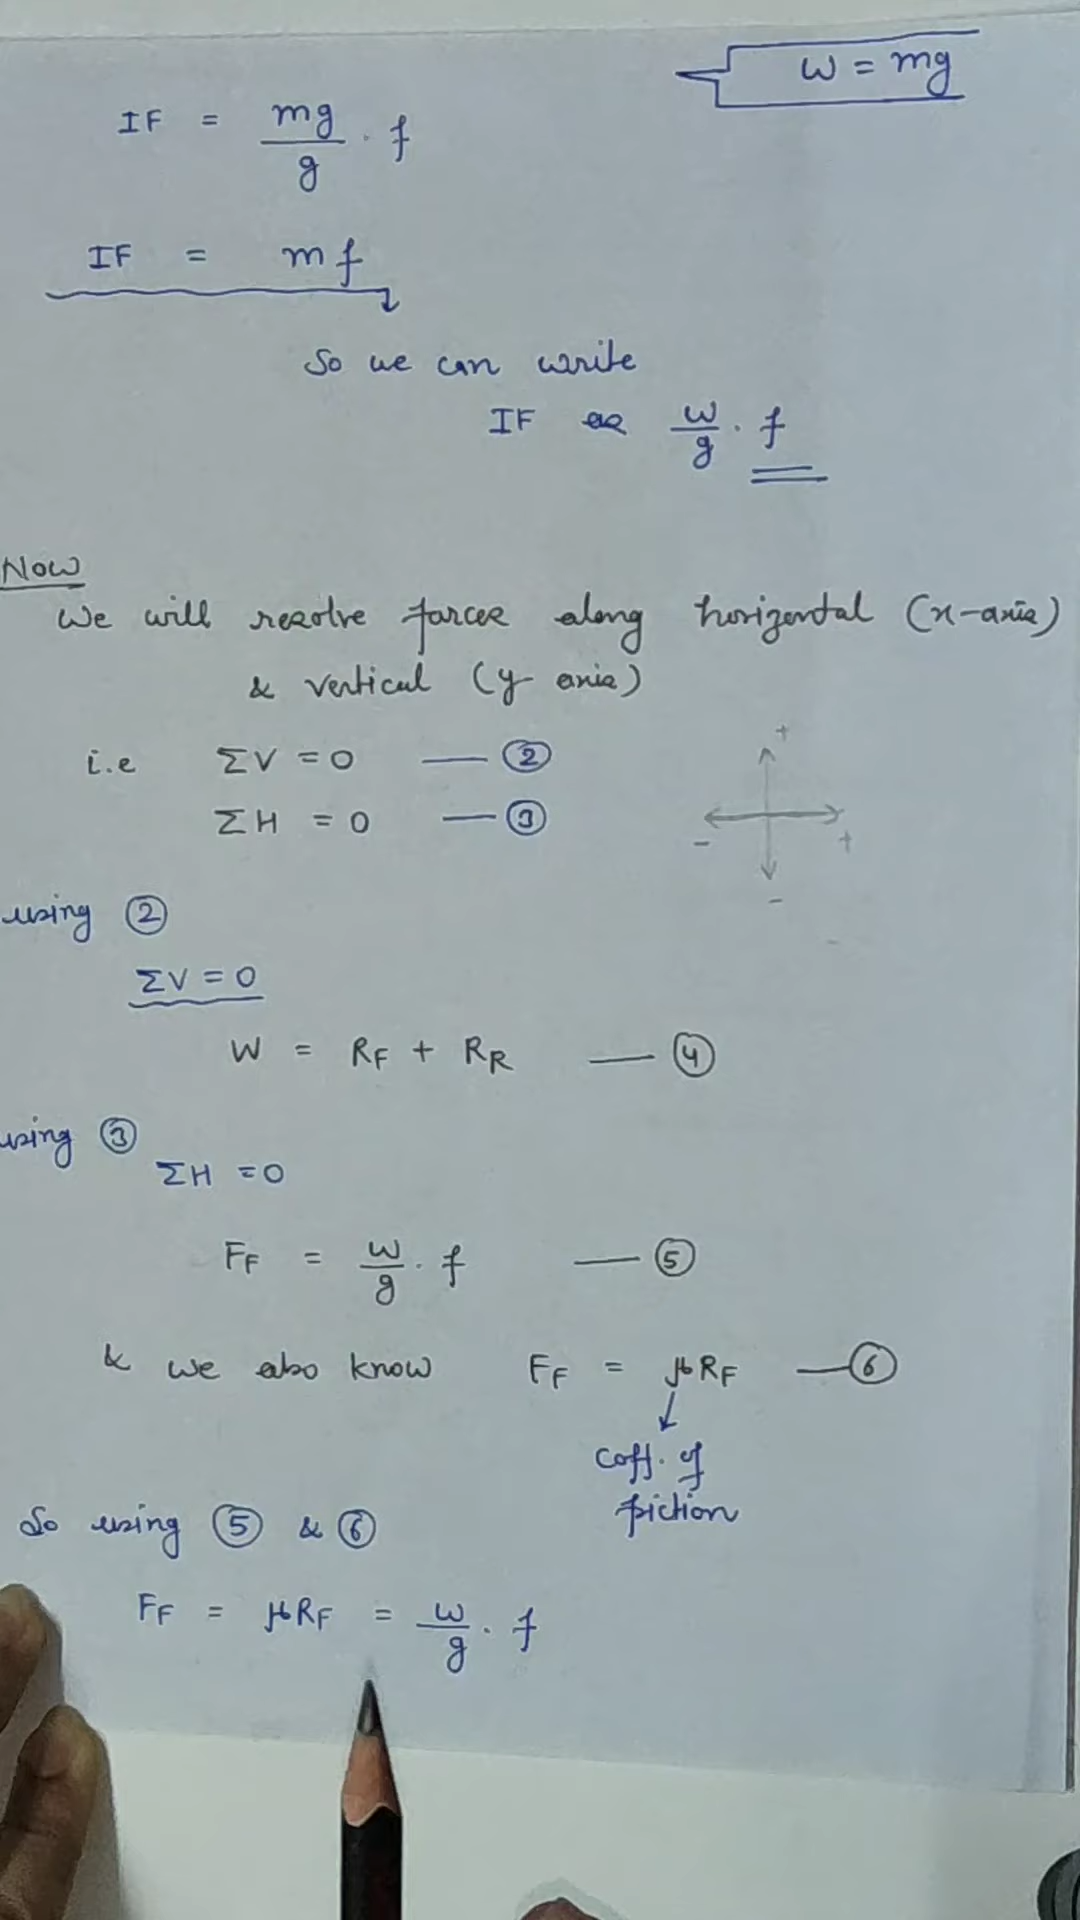 W = mg
IF = mg/g . f
IF = mf
So we can write
IF as W/g . f
Now
We will resolve forces along horizontal (x-axis)
& vertical (y axis)
i.e ΣV = 0 — ②
ΣH = 0 — ③
+
- +
-
using ②
ΣV = 0
W = RF + RR — ④
using ③
ΣH = 0
FF = W/g . f — ⑤
& we also know FF = μRF — ⑥
Coff. of
friction
So using ⑤ & ⑥
FF = μRF = W/g . f